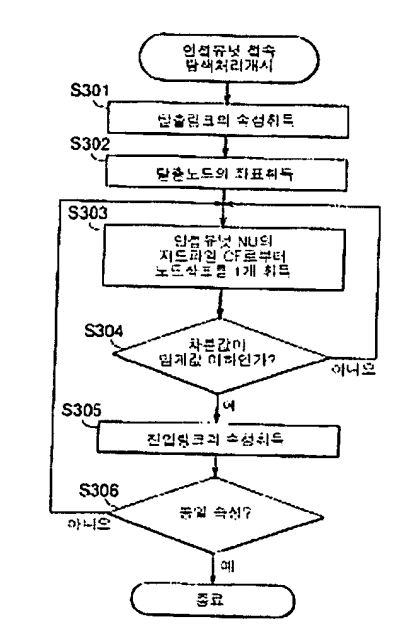 인접유닛 접속
탐색처리개시
S301
탈출링크의 속성취득
S302
탈출노드의 좌표취득
S303
인접유닛 NU의
지도파일 CF로부터
노드좌표를 1개 취득
S304
차분값이
임계값 이하인가?
아니오
예
S305
진입링크의 속성취득
S306
동일 속성?
아니오
예
종료